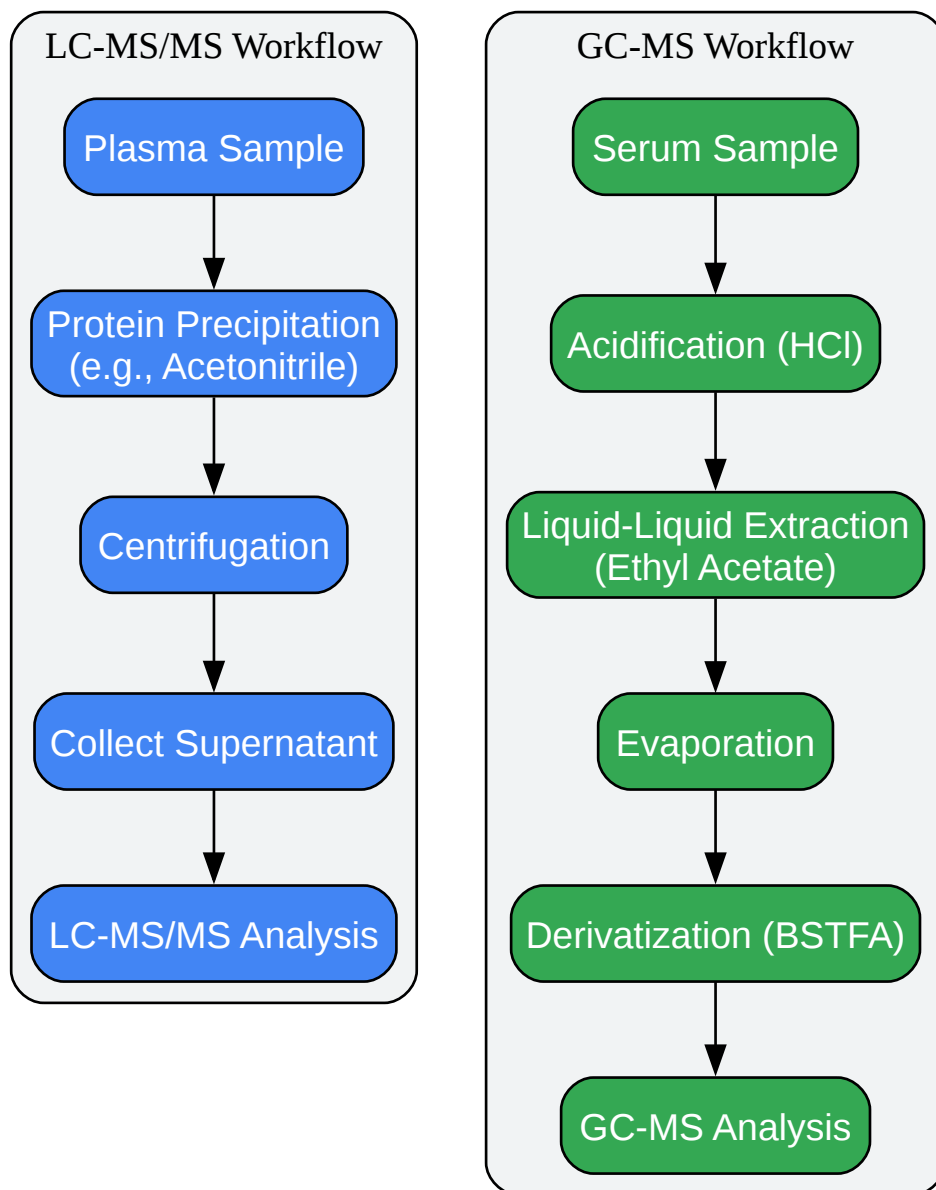 LC-MS/MS Workflow
Plasma Sample
Protein Precipitation
(e.g., Acetonitrile)
Centrifugation
Collect Supernatant
LC-MS/MS Analysis
GC-MS Workflow
Serum Sample
Acidification (HCl)
Liquid-Liquid Extraction
(Ethyl Acetate)
Evaporation
Derivatization (BSTFA)
GC-MS Analysis